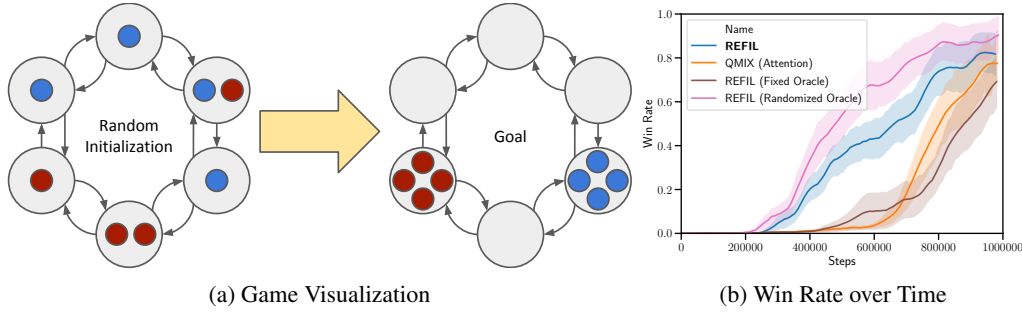 Random
Initialization
Goal
(a) Game Visualization
Name
REFIL
QMIX (Attention)
REFIL (Fixed Oracle)
REFIL (Randomized Oracle)
Win Rate
1.0
0.8
0.6
0.4
0.2
0.0
0 200000 400000 600000 800000 1000000
Steps
(b) Win Rate over Time